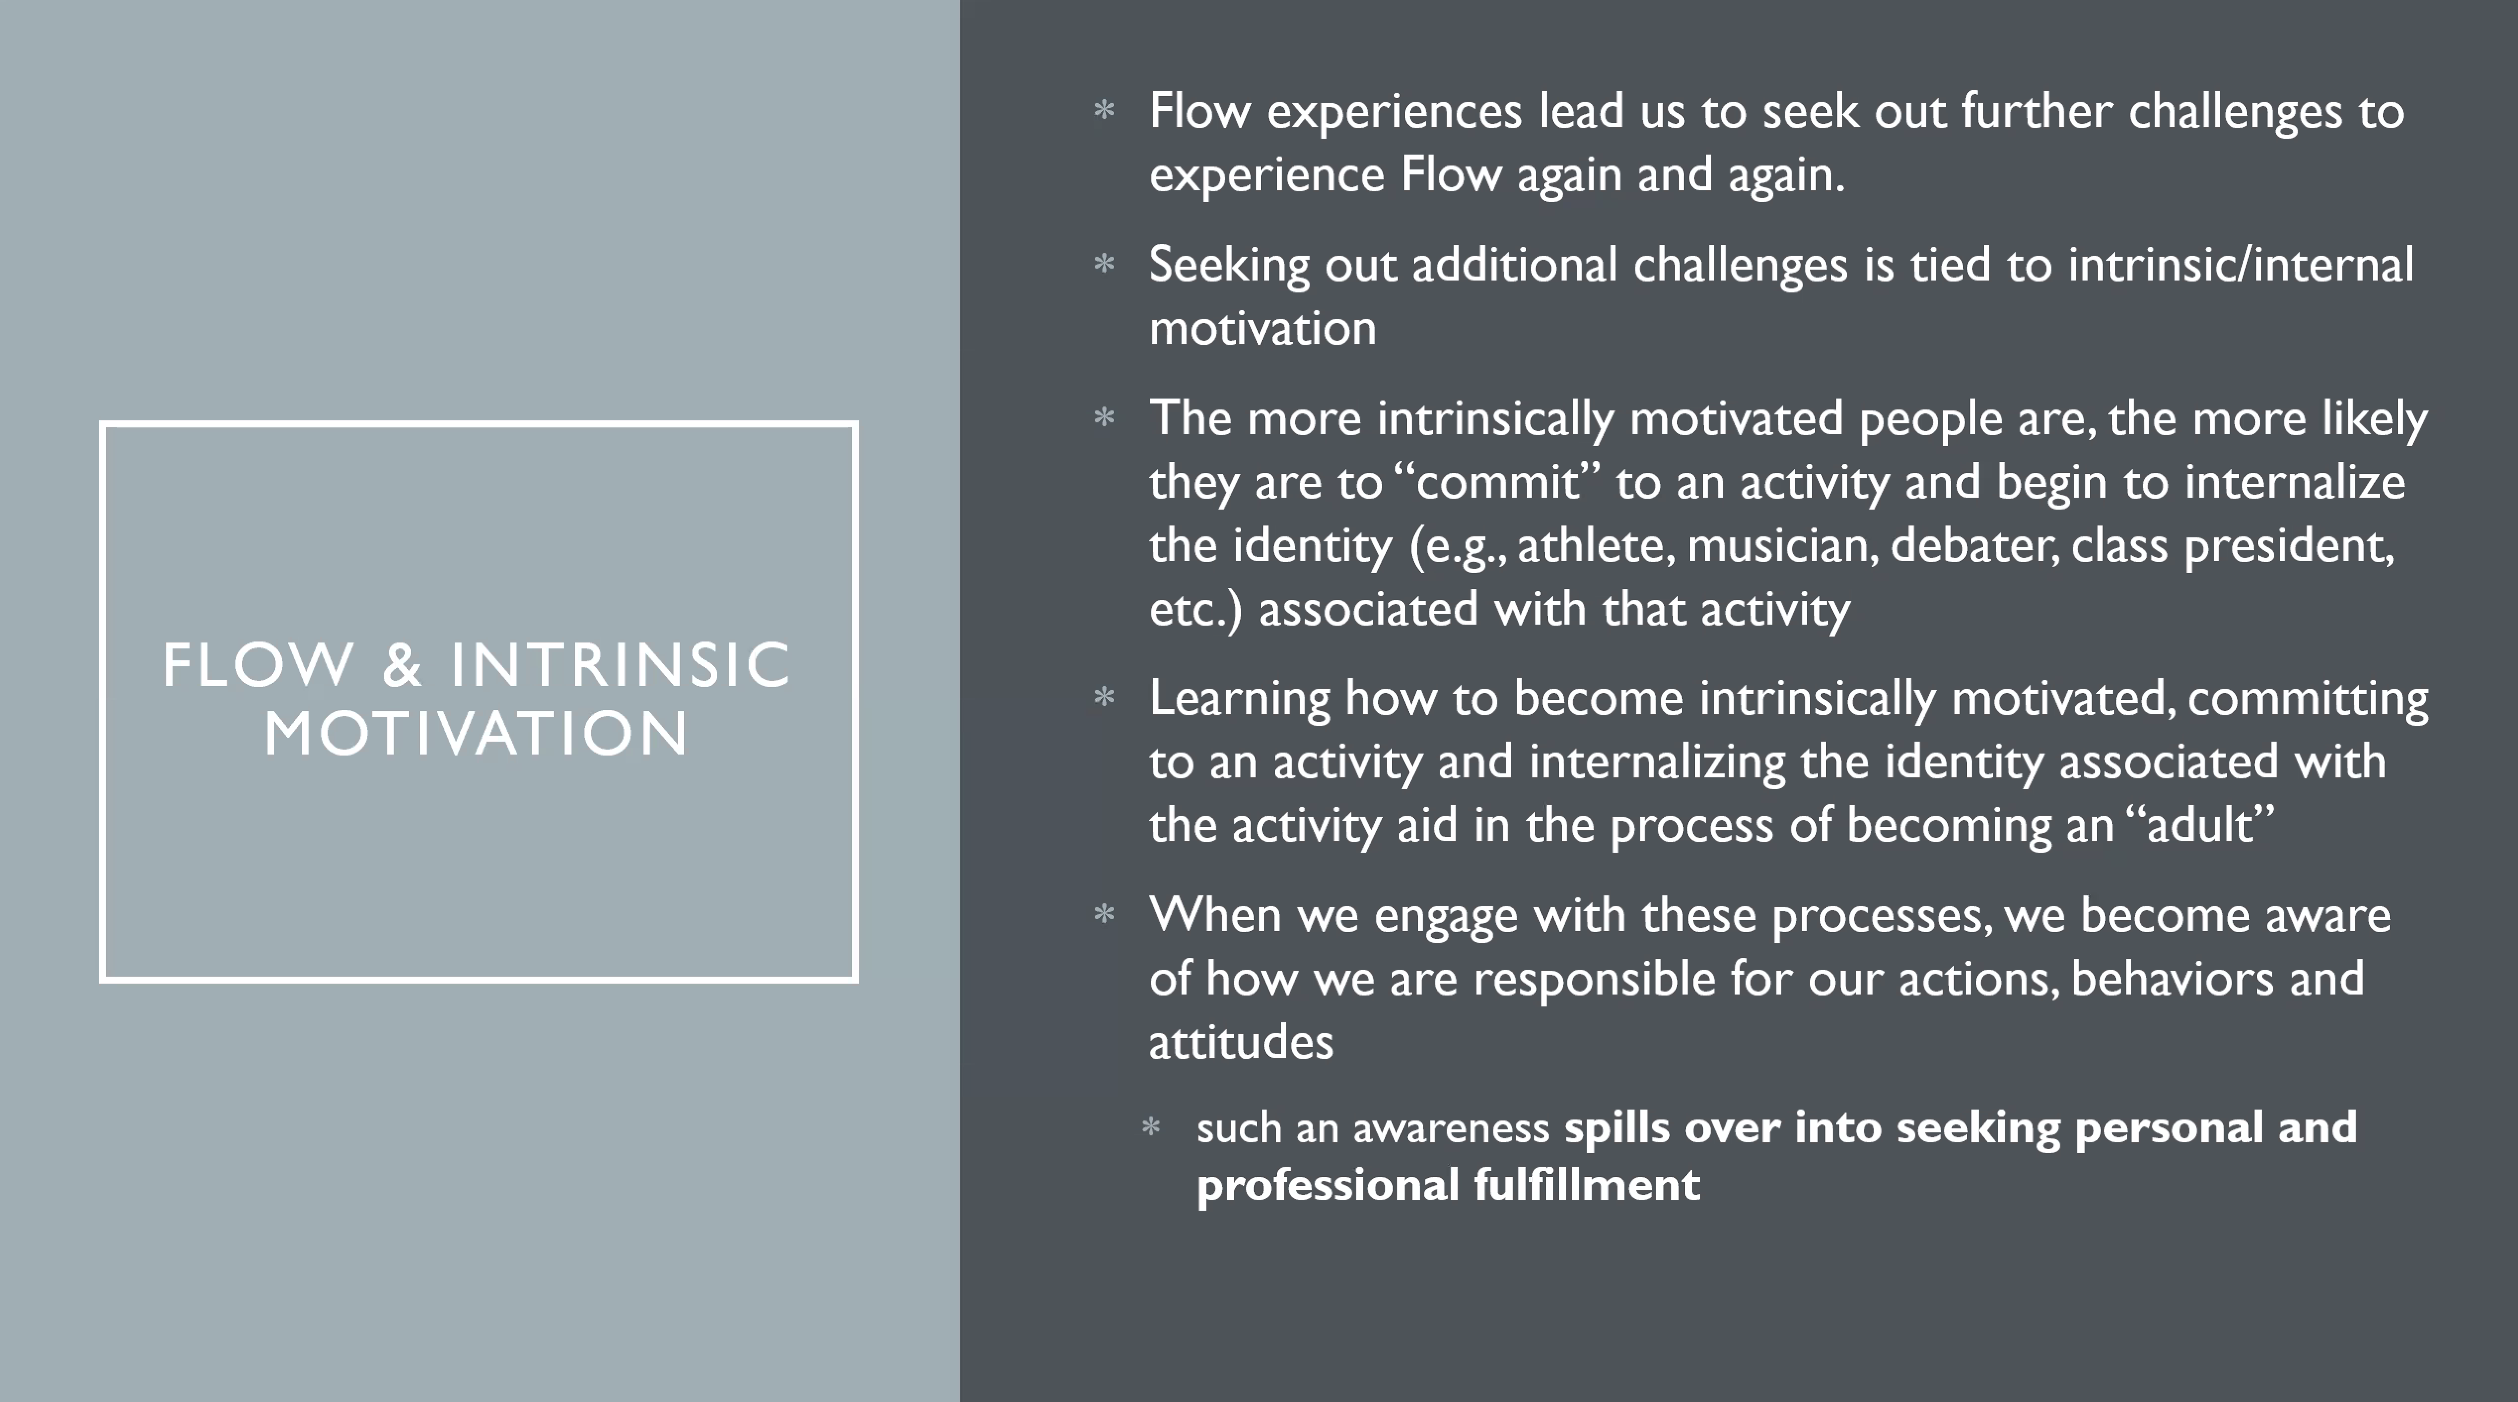 FLOW & INTRINSIC
MOTIVATION
* Flow experiences lead us to seek out further challenges to
experience Flow again and again.
* Seeking out additional challenges is tied to intrinsic/internal
motivation
* The more intrinsically motivated people are, the more likely
they are to “commit” to an activity and begin to internalize
the identity (e.g., athlete, musician, debater, class president,
etc.) associated with that activity
* Learning how to become intrinsically motivated, committing
to an activity and internalizing the identity associated with
the activity aid in the process of becoming an “adult”
* When we engage with these processes, we become aware
of how we are responsible for our actions, behaviors and
attitudes
* such an awareness spills over into seeking personal and
professional fulfillment